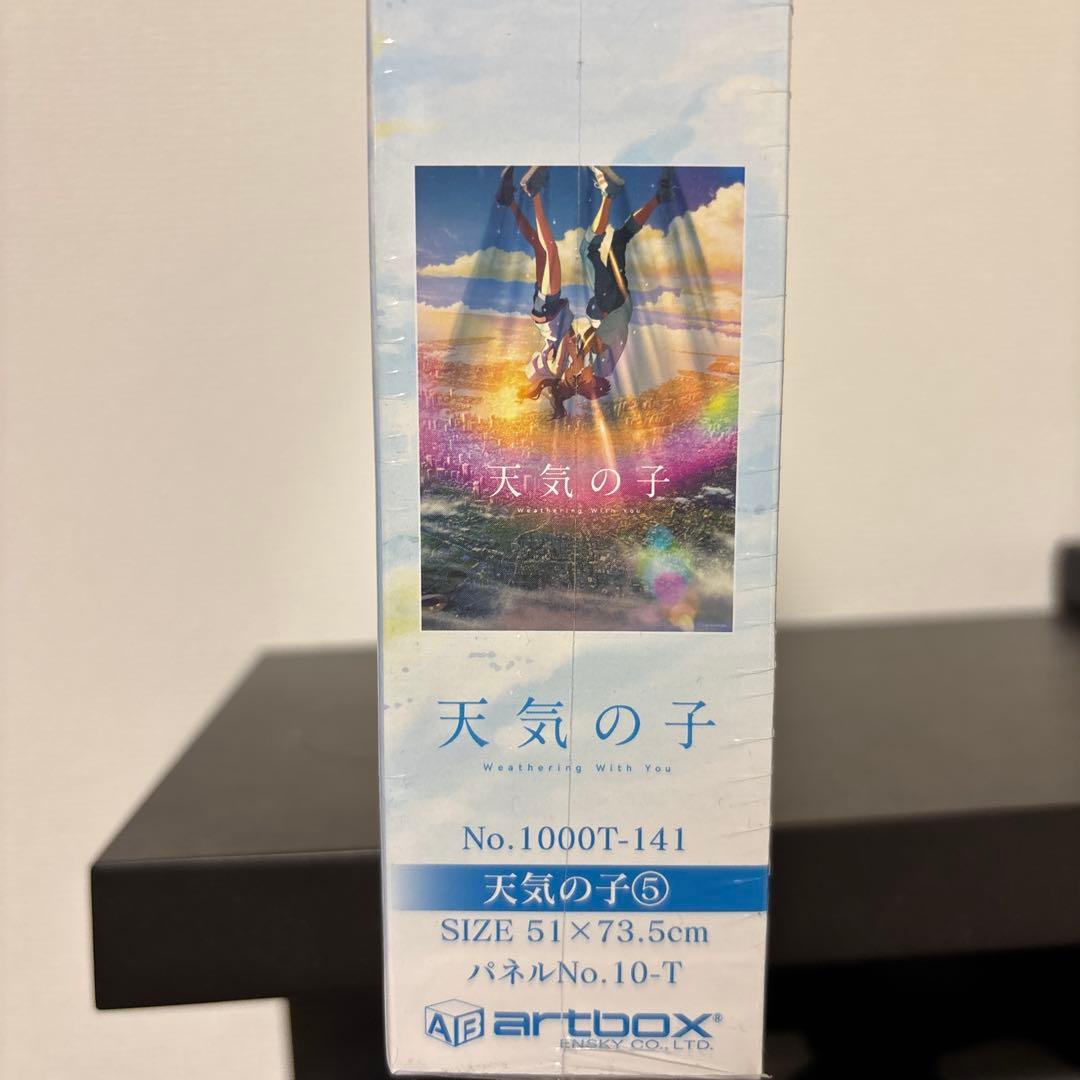 天気の子
Weathering With You
天気の子
Weathering With You
No.1000T-141
天気の子⑤
SIZE 51×73.5cm
パネルNo.10-T
AB artbox®
ENSKY CO., LTD.